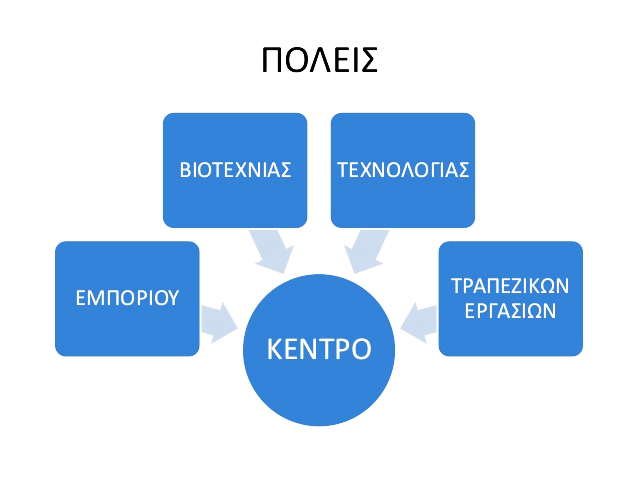 ΠΟΛΕΙΣ
ΒΙΟΤΕΧΝΙΑΣ
ΤΕΧΝΟΛΟΓΙΑΣ
ΕΜΠΟΡΙΟΥ
ΤΡΑΠΕΖΙΚΩΝ
ΕΡΓΑΣΙΩΝ
ΚΕΝΤΡΟ